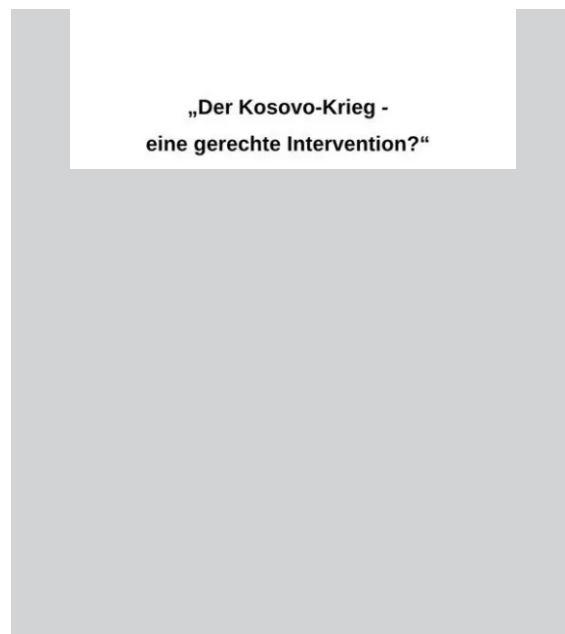 „Der Kosovo-Krieg -
eine gerechte Intervention?“